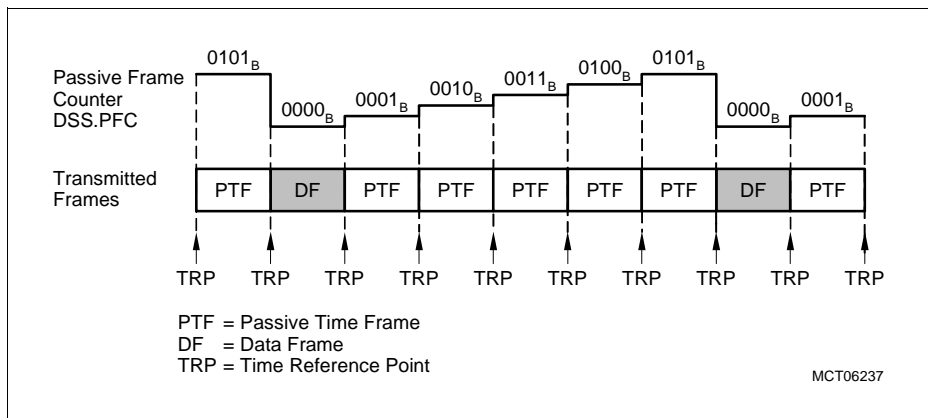 0101B 0000B 0001B 0010B 0011B 0100B 0101B 0000B 0001B
Passive Frame
Counter
DSS.PFC
Transmitted
Frames
PTF DF PTF PTF PTF PTF PTF DF PTF
TRP TRP TRP TRP TRP TRP TRP TRP TRP TRP
PTF = Passive Time Frame
DF = Data Frame
TRP = Time Reference Point
MCT06237